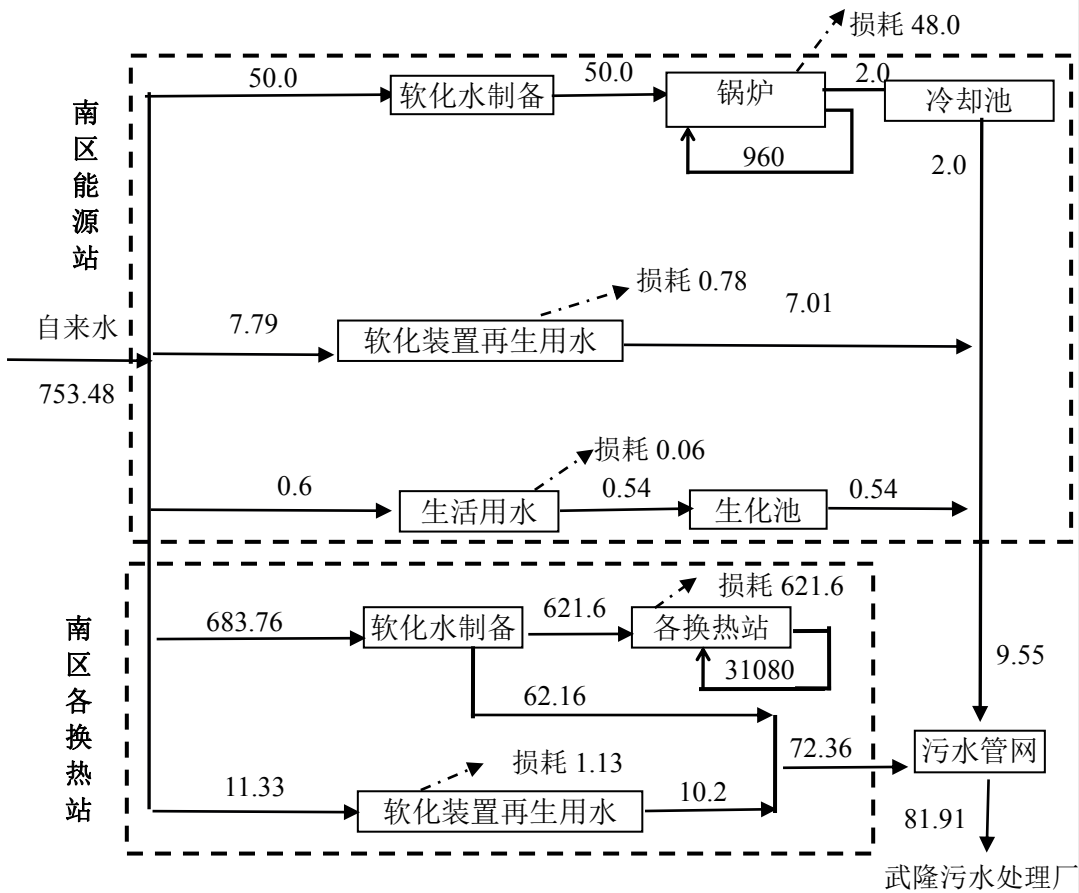 损耗 48.0
50.0
50.0
2.0
软化水制备
锅炉
冷却池
960
2.0
南区能源站
损耗 0.78
7.01
自来水
7.79
软化装置再生用水
753.48
损耗 0.06
0.6
0.54
0.54
生活用水
生化池
损耗 621.6
683.76
621.6
软化水制备
各换热站
31080
9.55
南区各换热站
62.16
72.36
污水管网
损耗 1.13
11.33
10.2
软化装置再生用水
81.91
武隆污水处理厂